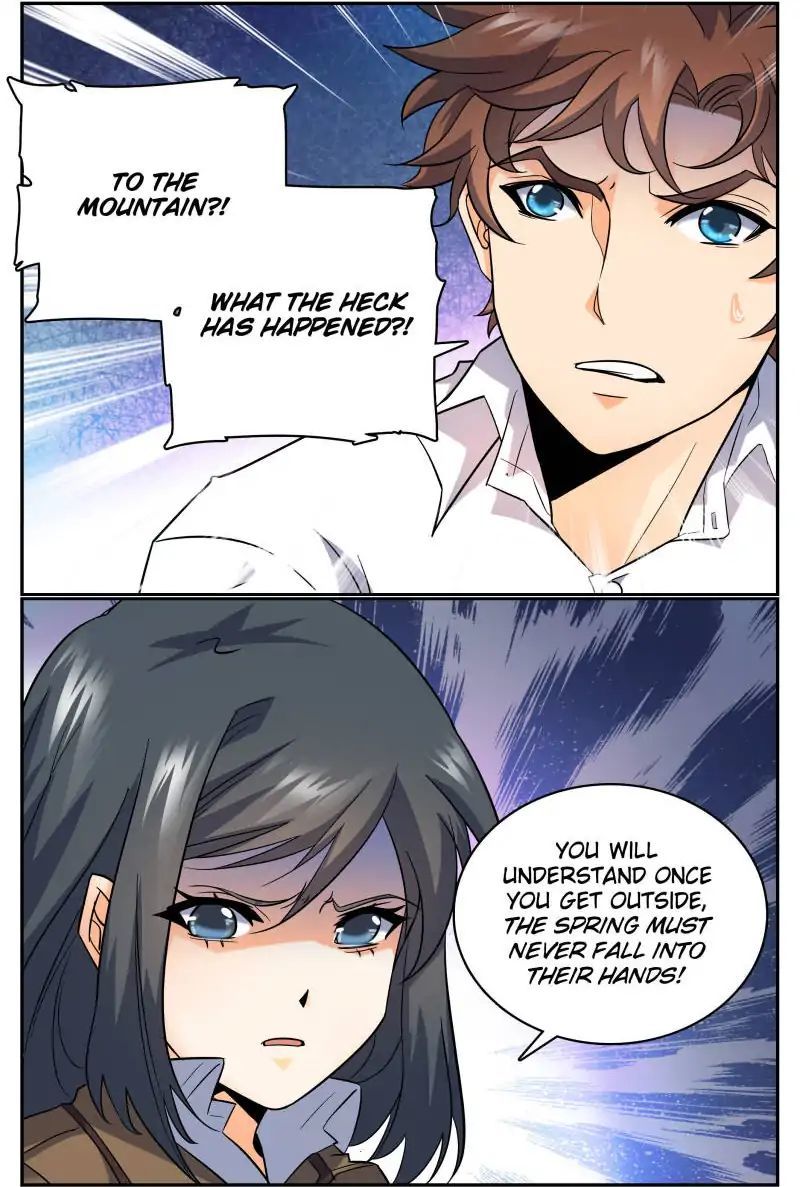 TO THE
MOUNTAIN?!
WHAT THE HECK
HAS HAPPENED?!
YOU WILL
UNDERSTAND ONCE
YOU GET OUTSIDE,
THE SPRING MUST
NEVER FALL INTO
THEIR HANDS!